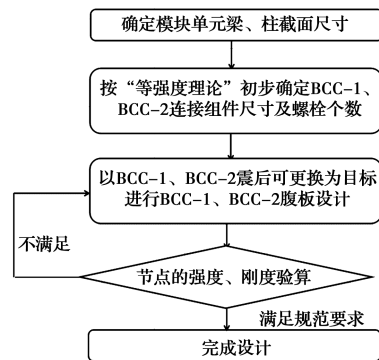 确定模块单元梁、柱截面尺寸
按“等强度理论”初步确定BCC-1、
BCC-2连接组件尺寸及螺栓个数
以BCC-1、BCC-2震后可更换为目标
进行BCC-1、BCC-2腹板设计
不满足
节点的强度、刚度验算
满足规范要求
完成设计